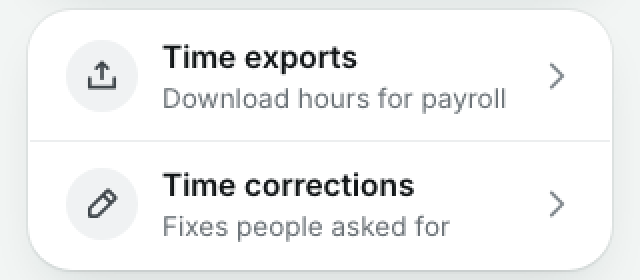 Time exports
Download hours for payroll
Time corrections
Fixes people asked for